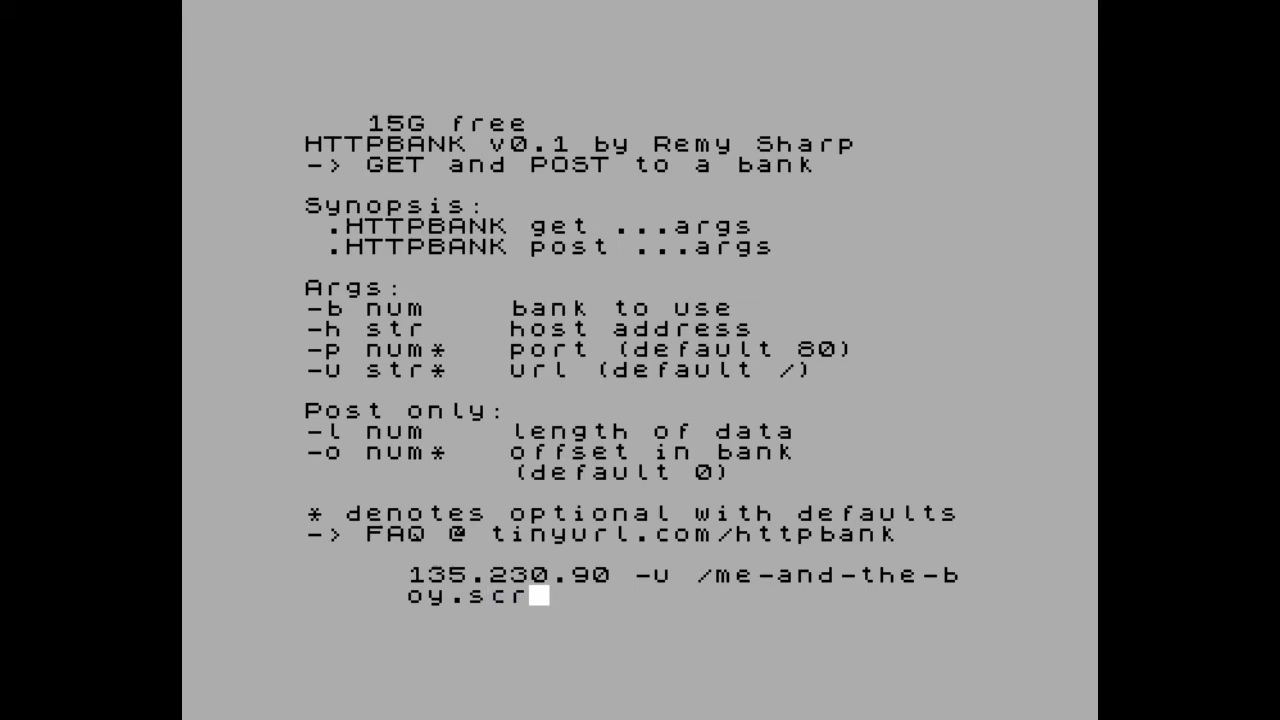 15G free
HTTPBANK v0.1 by Remy Sharp
-> GET and POST to a bank
Synopsis:
.HTTPBANK get ...args
.HTTPBANK post ...args
Args:
-b num bank to use
-h str host address
-p num* port (default 80)
-u str* url (default /)
Post only:
-l num length of data
-o num* offset in bank
(default 0)
* denotes optional with defaults
-> FAQ @ tinyurl.com/httpbank
135.230.90 -u /me-and-the-b
oy.scr